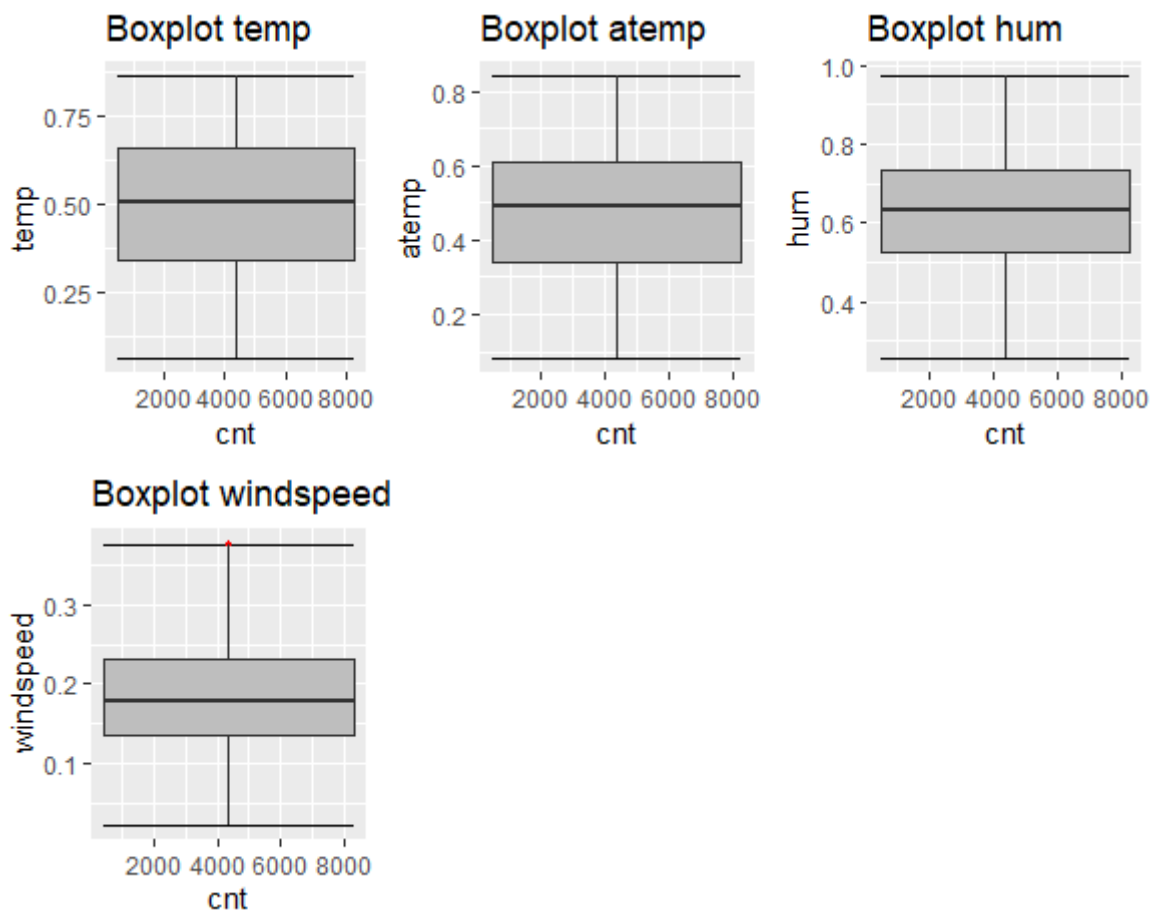 Boxplot temp
0.75
0.50
0.25
temp
2000 4000 6000 8000
cnt
Boxplot atemp
0.8
0.6
0.4
0.2
atemp
2000 4000 6000 8000
cnt
Boxplot hum
1.0
0.8
0.6
0.4
hum
2000 4000 6000 8000
cnt
Boxplot windspeed
0.3
0.2
0.1
windspeed
2000 4000 6000 8000
cnt